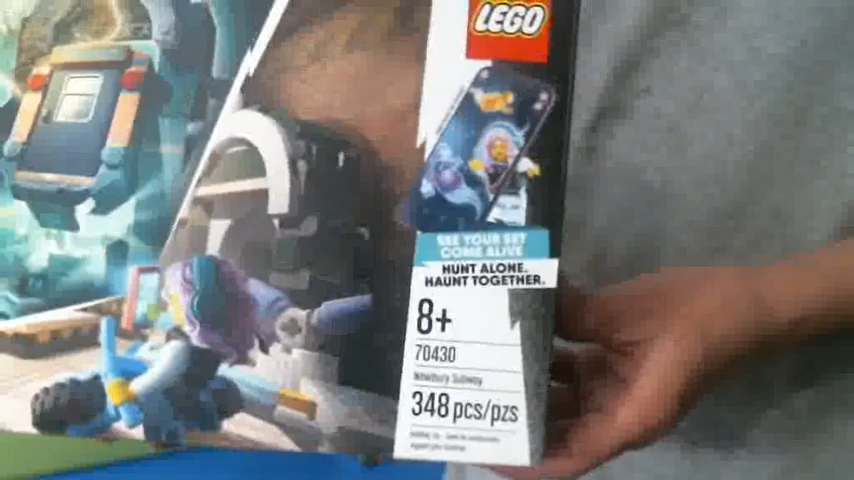 LEGO
SEE YOUR SET
COME ALIVE
HUNT ALONE.
HAUNT TOGETHER.
8+
70430
Newbury Subway
348 pcs/pzs